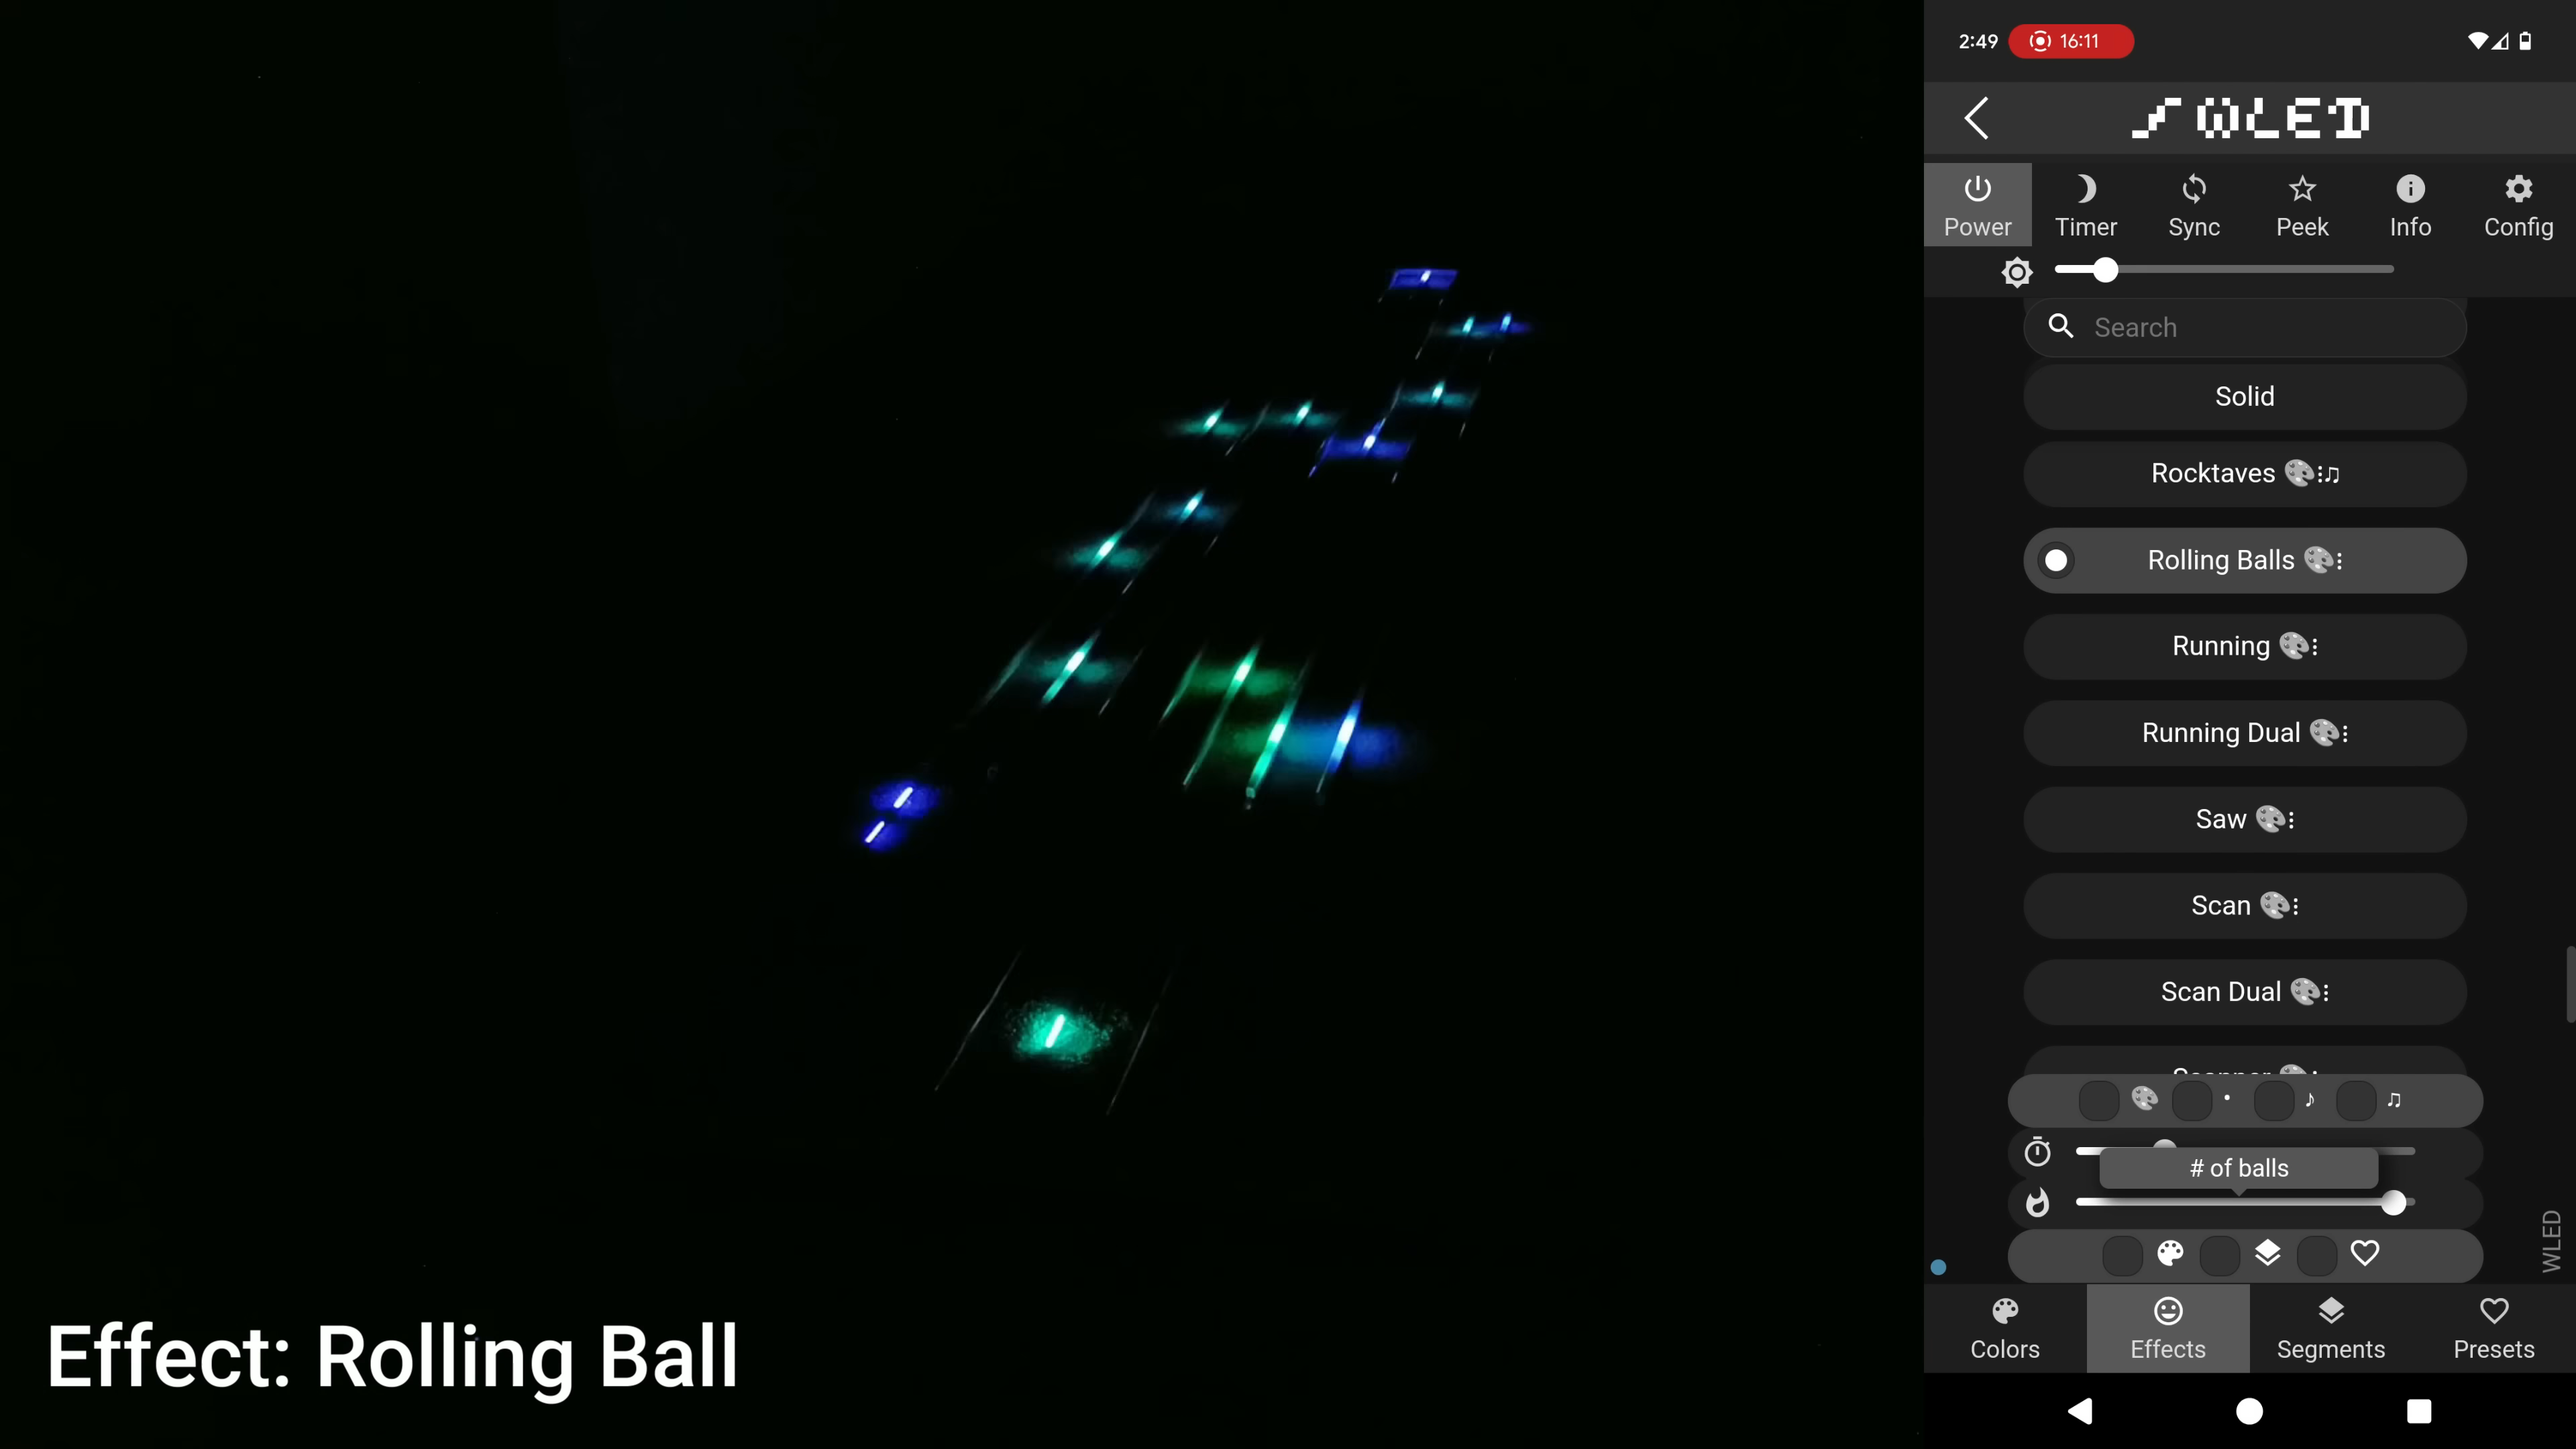 Effect: Rolling Ball
2:49 16:11
WLED
Power Timer Sync Peek Info Config
Search
Solid
Rocktaves
Rolling Balls
Running
Running Dual
Saw
Scan
Scan Dual
# of balls
WLED
Colors Effects Segments Presets